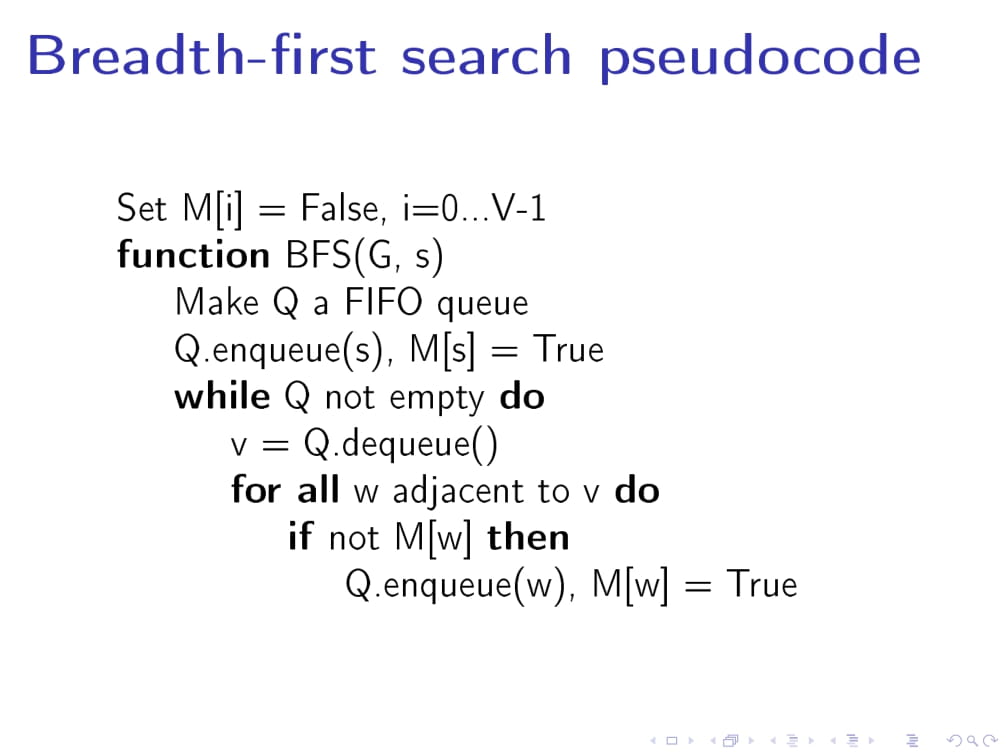 Breadth-first search pseudocode
Set M[i] = False, i=0...V-1
function BFS(G, s)
Make Q a FIFO queue
Q.enqueue(s), M[s] = True
while Q not empty do
v = Q.dequeue()
for all w adjacent to v do
if not M[w] then
Q.enqueue(w), M[w] = True